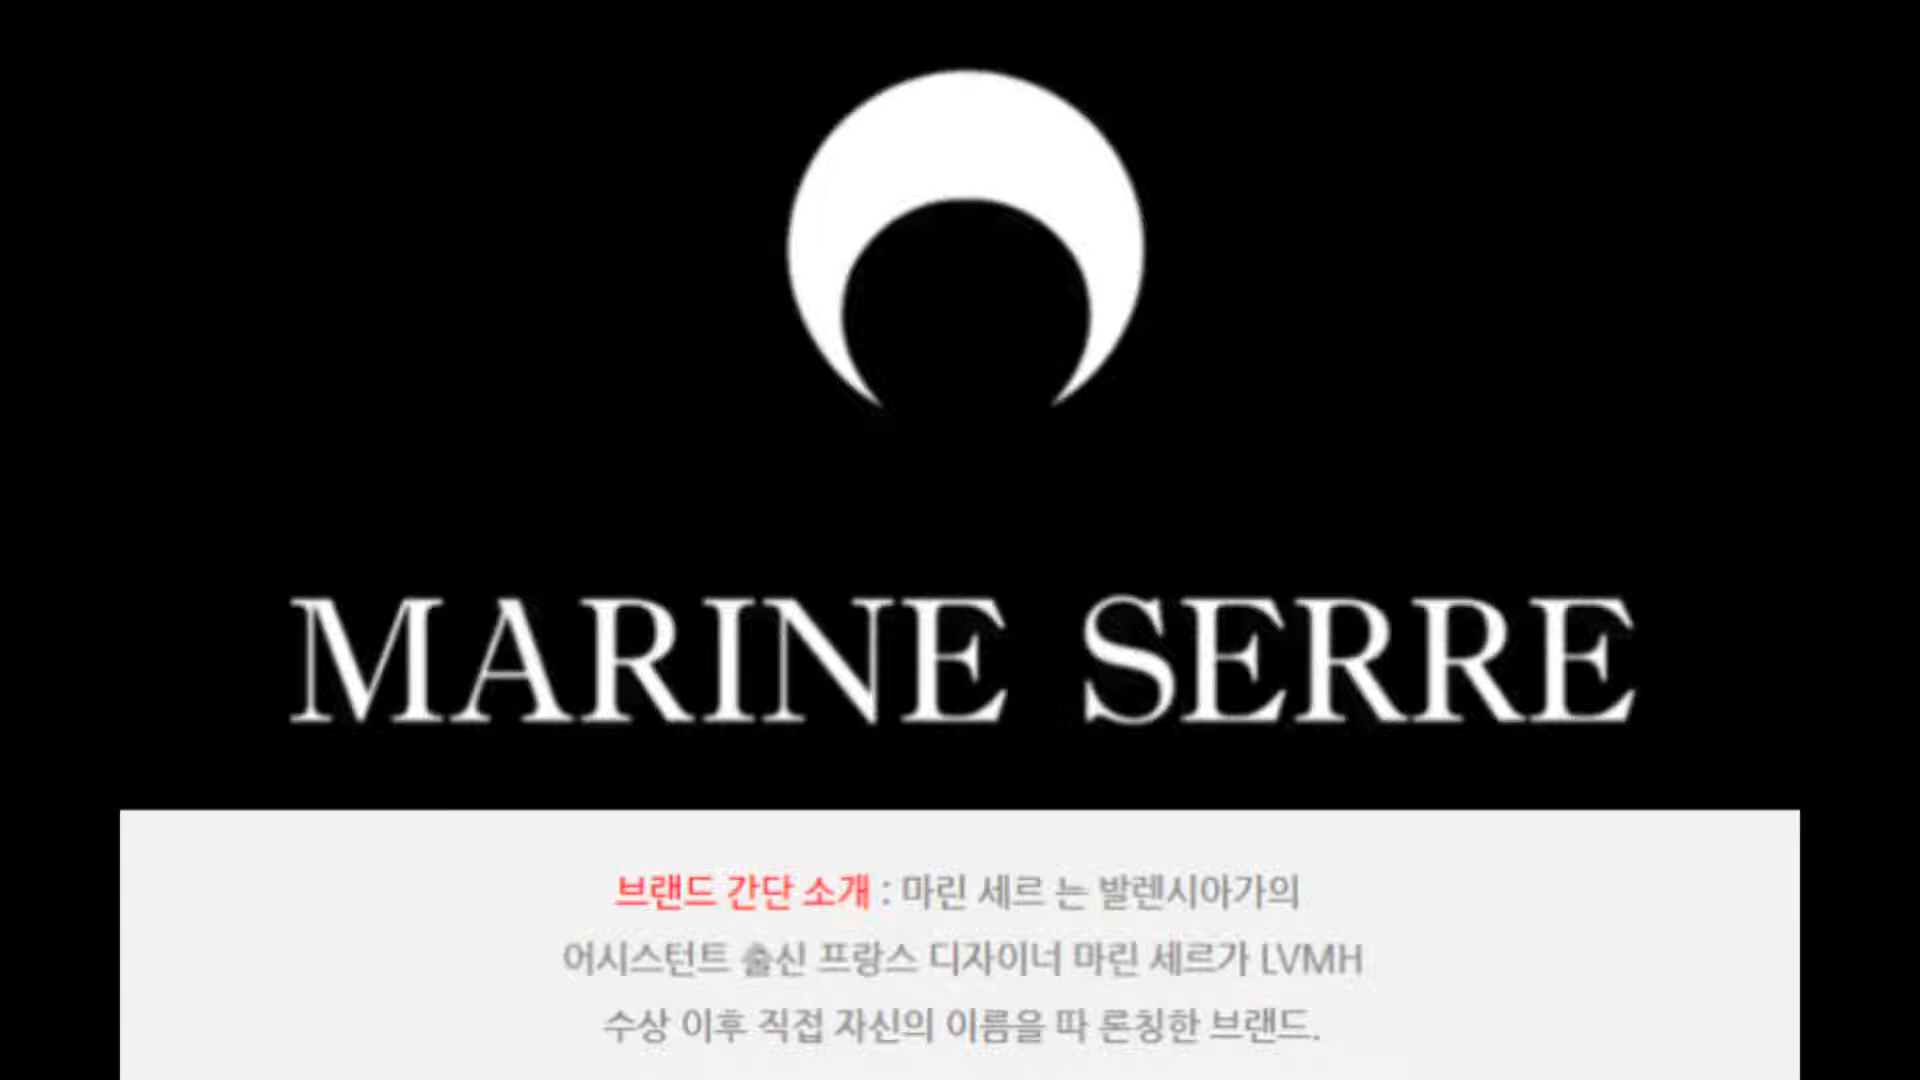 MARINE SERRE
브랜드 간단 소개 : 마린 세르 는 발렌시아가의
어시스턴트 출신 프랑스 디자이너 마린 세르가 LVMH
수상 이후 직접 자신의 이름을 따 론칭한 브랜드.